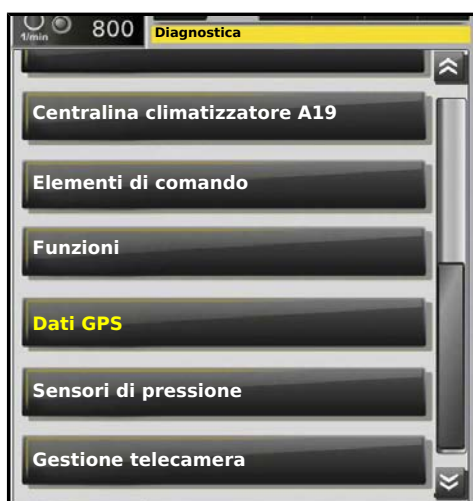 800
1/min
Diagnostica
Centralina climatizzatore A19
Elementi di comando
Funzioni
Dati GPS
Sensori di pressione
Gestione telecamera